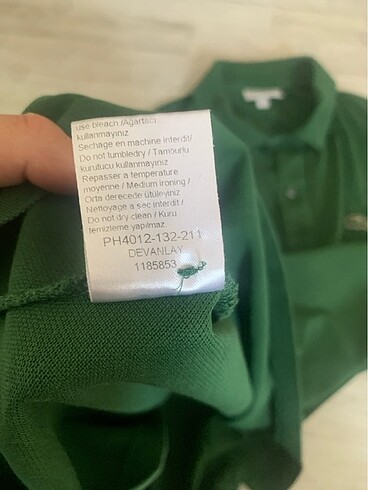 use bleach /Ağartıcı
kullanmayınız
Sechage en machine interdit/
Do not tumbledry / Tamburlu
kurutucu kullanmayınız
Repasser a temperature
moyenne / Medium ironing /
Orta derecede ütüleyiniz
Nettoyage a sec interdit /
Do not dry clean / Kuru
temizleme yapılmaz
PH4012-132-211
DEVANLAY
1185853